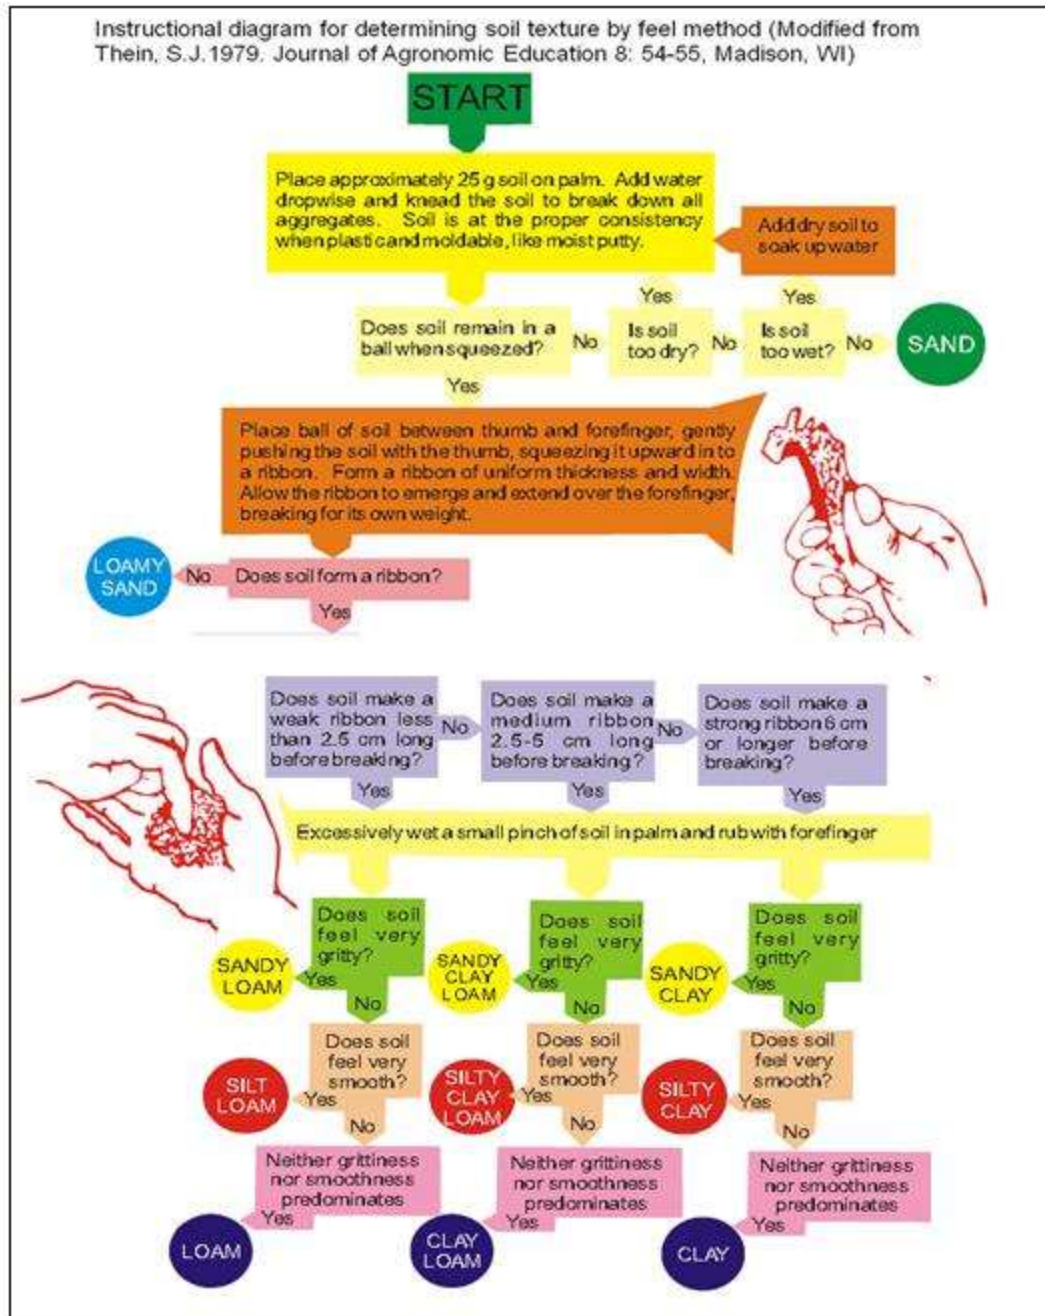 Instructional diagram for determining soil texture by feel method (Modified from
Thein, S.J.1979. Journal of Agronomic Education 8: 54-55, Madison, WI)
START
Place approximately 25 g soil on palm. Add water
dropwise and knead the soil to break down all
aggregates. Soil is at the proper consistency
when plastic and moldable, like moist putty.
Add dry soil to
soak up water
Yes
Yes
Does soil remain in a
ball when squeezed?
No
Is soil
too dry?
No
Is soil
too wet?
No
SAND
Yes
Place ball of soil between thumb and forefinger, gently
pushing the soil with the thumb, squeezing it upward in to
a ribbon. Form a ribbon of uniform thickness and width.
Allow the ribbon to emerge and extend over the forefinger,
breaking for its own weight.
LOAMY
SAND
No
Does soil form a ribbon?
Yes
Does soil make a
weak ribbon less
than 2.5 cm long
before breaking?
No
Does soil make a
medium ribbon
2.5-5 cm long
before breaking?
No
Does soil make a
strong ribbon 6 cm
or longer before
breaking?
Yes
Yes
Yes
Excessively wet a small pinch of soil in palm and rub with forefinger
Does soil
feel very
gritty?
Does soil
feel very
gritty?
Does soil
feel very
gritty?
SANDY
LOAM
Yes
SANDY
CLAY
LOAM
Yes
SANDY
CLAY
Yes
No
No
No
Does soil
feel very
smooth?
Does soil
feel very
smooth?
Does soil
feel very
smooth?
SILT
LOAM
Yes
SILTY
CLAY
LOAM
Yes
SILTY
CLAY
Yes
No
No
No
Neither grittiness
nor smoothness
predominates
Neither grittiness
nor smoothness
predominates
Neither grittiness
nor smoothness
predominates
Yes
Yes
Yes
LOAM
CLAY
LOAM
CLAY